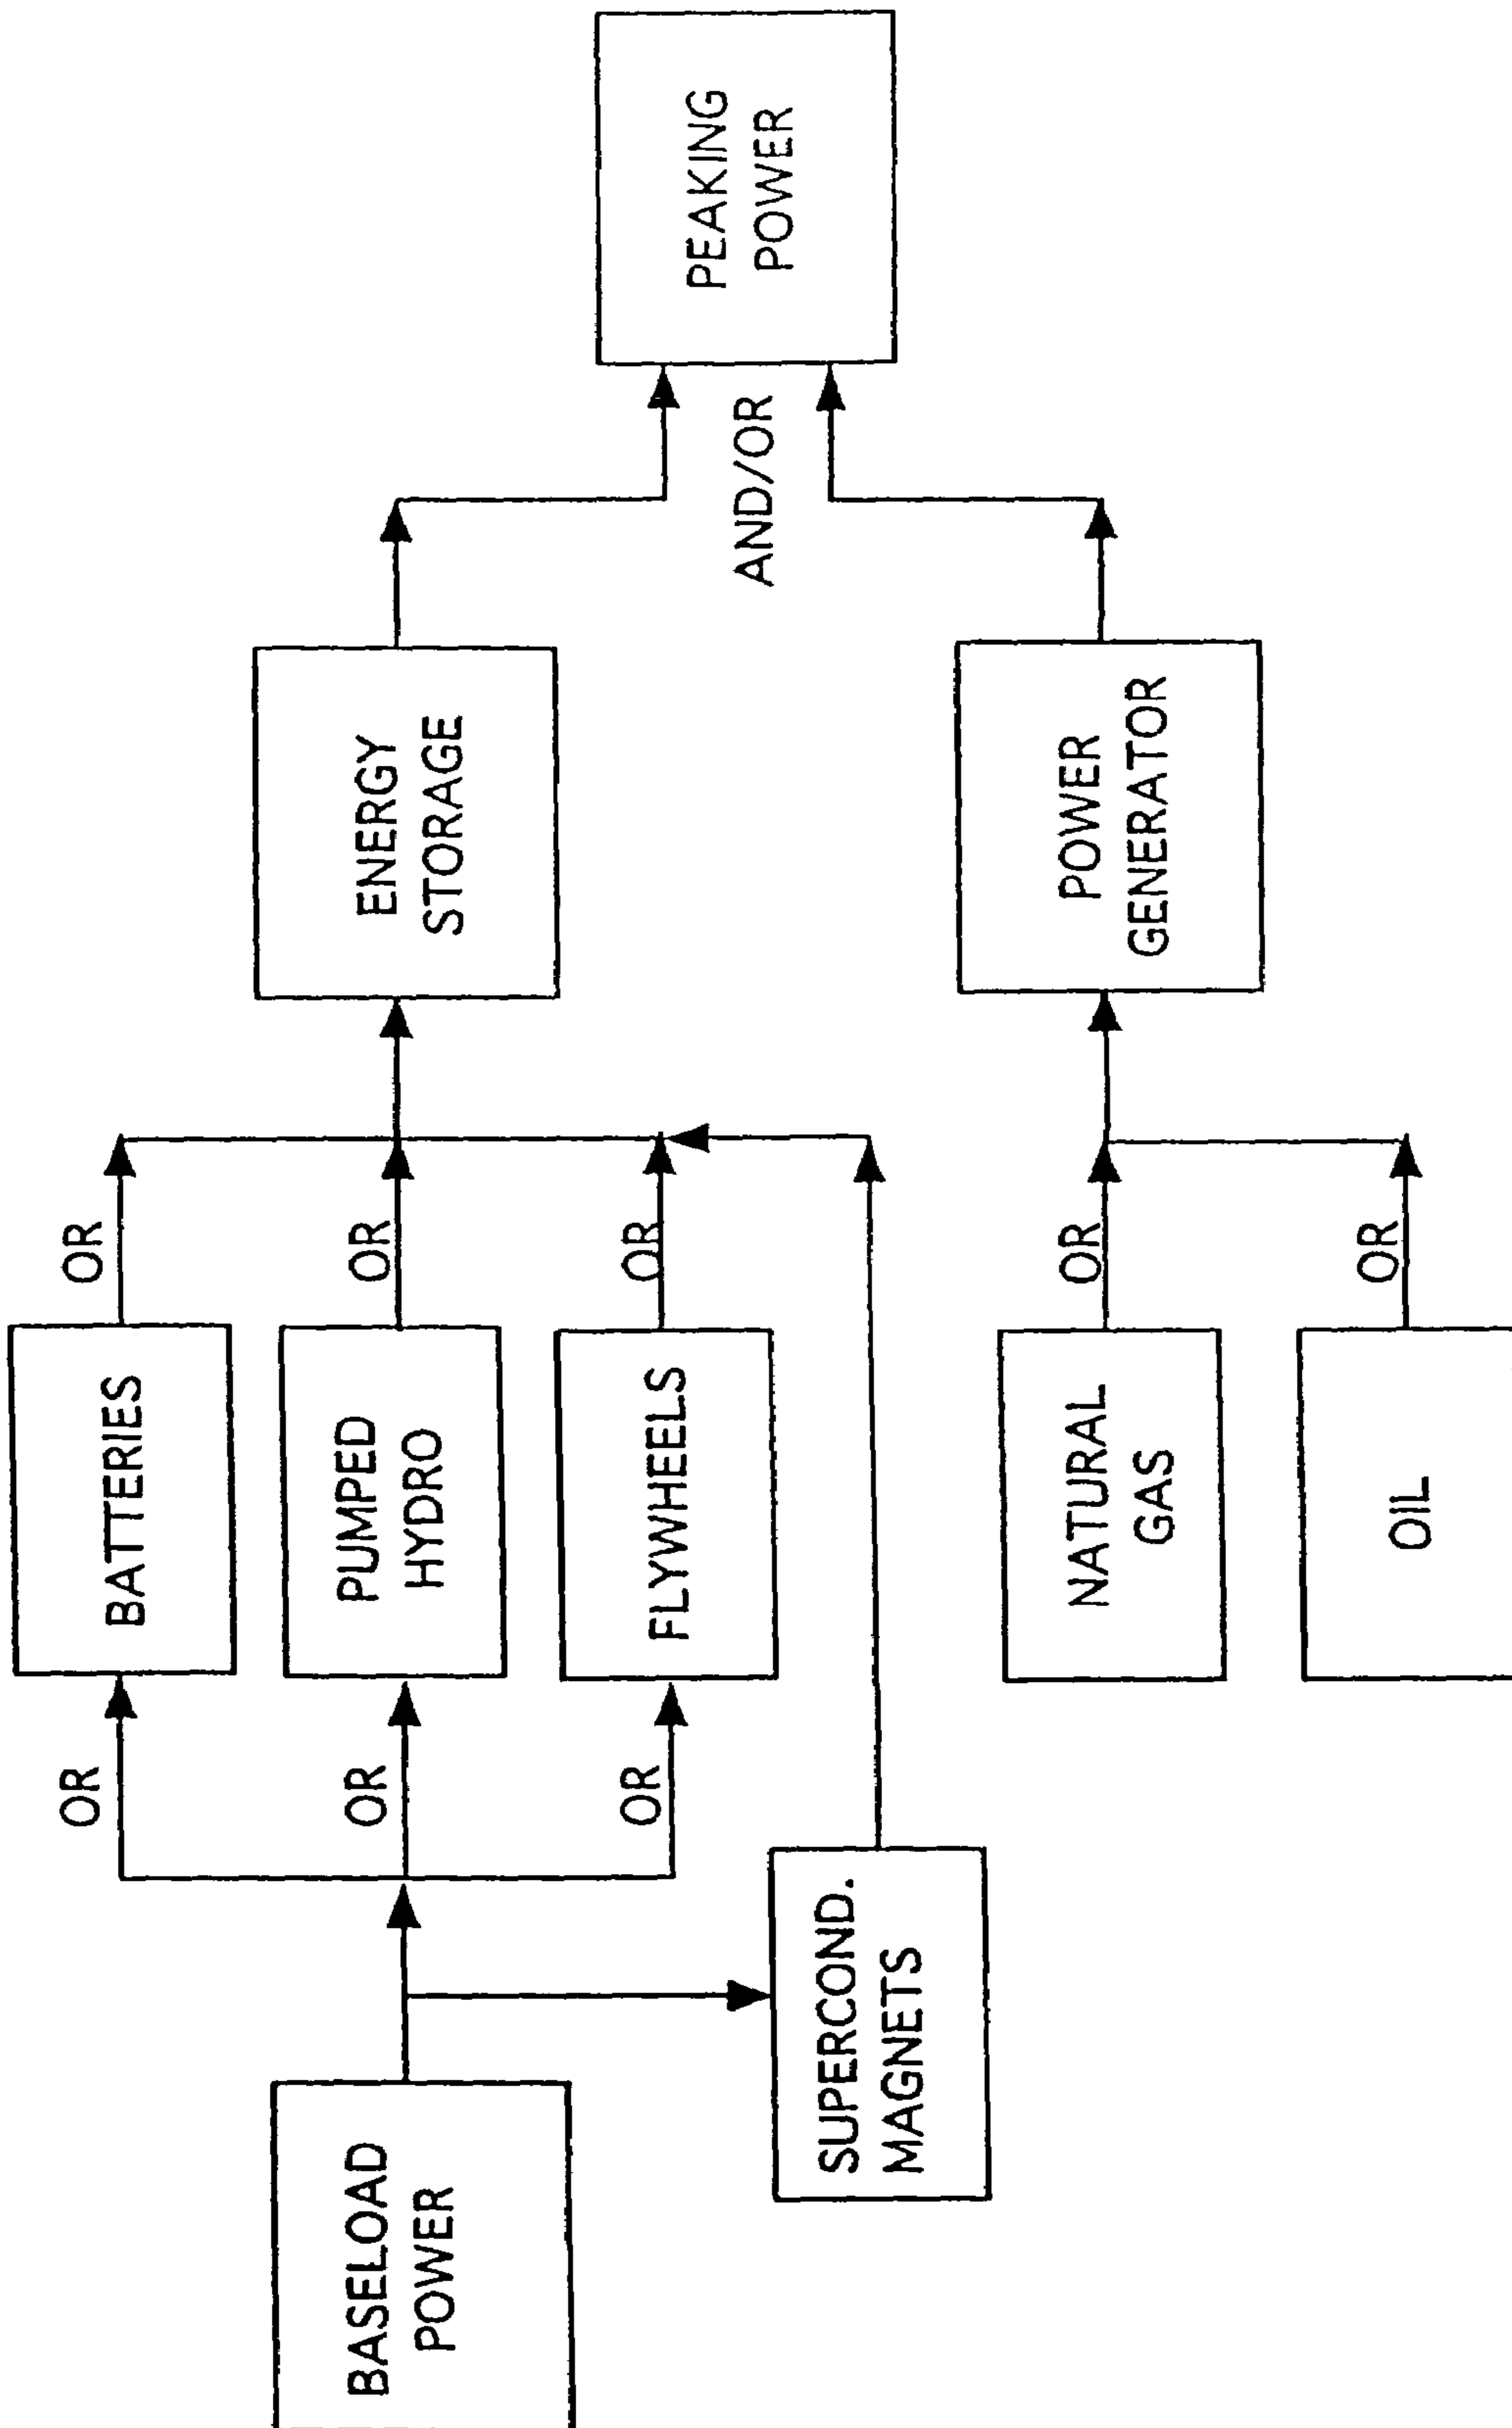 BASELOAD
POWER
OR
OR
OR
SUPERCOND.
MAGNETS
BATTERIES
PUMPED
HYDRO
FLYWHEELS
OR
OR
OR
NATURAL
GAS
OIL
OR
OR
ENERGY
STORAGE
POWER
GENERATOR
AND/OR
PEAKING
POWER